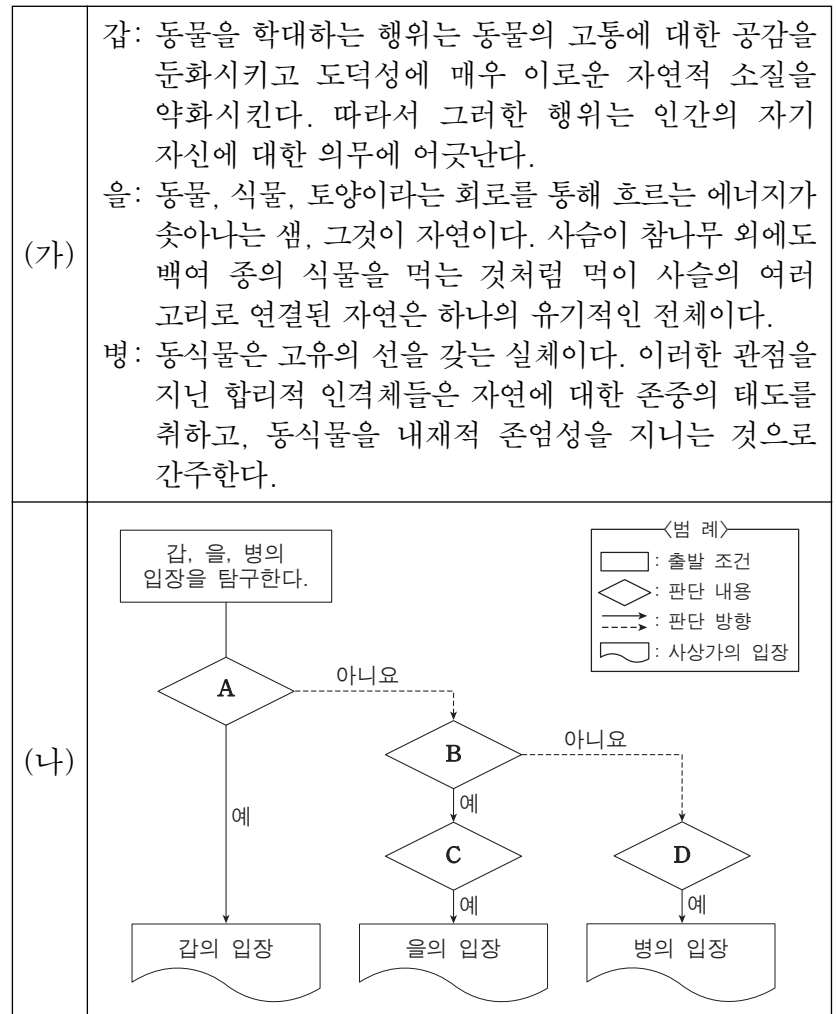 (가)
갑: 동물을 학대하는 행위는 동물의 고통에 대한 공감을
둔화시키고 도덕성에 매우 이로운 자연적 소질을
약화시킨다. 따라서 그러한 행위는 인간의 자기
자신에 대한 의무에 어긋난다.
을: 동물, 식물, 토양이라는 회로를 통해 흐르는 에너지가
솟아나는 샘, 그것이 자연이다. 사슴이 참나무 외에도
백여 종의 식물을 먹는 것처럼 먹이 사슬의 여러
고리로 연결된 자연은 하나의 유기적인 전체이다.
병: 동식물은 고유의 선을 갖는 실체이다. 이러한 관점을
지닌 합리적 인격체들은 자연에 대한 존중의 태도를
취하고, 동식물을 내재적 존엄성을 지니는 것으로
간주한다.
(나)
갑, 을, 병의
입장을 탐구한다.
〈범 례〉
: 출발 조건
: 판단 내용
: 판단 방향
: 사상가의 입장
A
아니요
B
아니요
예
예
C
D
예
예
갑의 입장
을의 입장
병의 입장